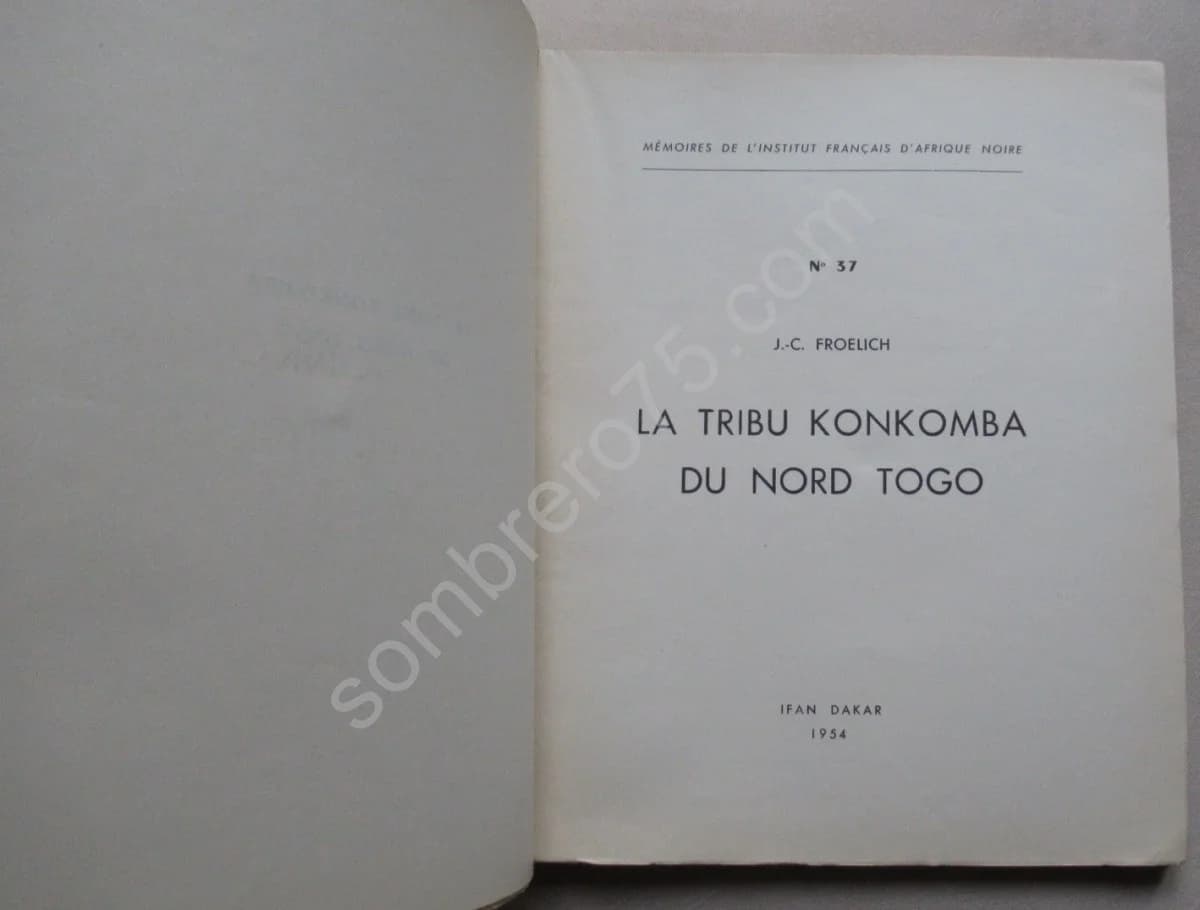 MÉMOIRES DE L'INSTITUT FRANÇAIS D'AFRIQUE NOIRE
No 37
J.-C. FROELICH
LA TRIBU KONKOMBA
DU NORD TOGO
IFAN DAKAR
1954
sombrero75.com